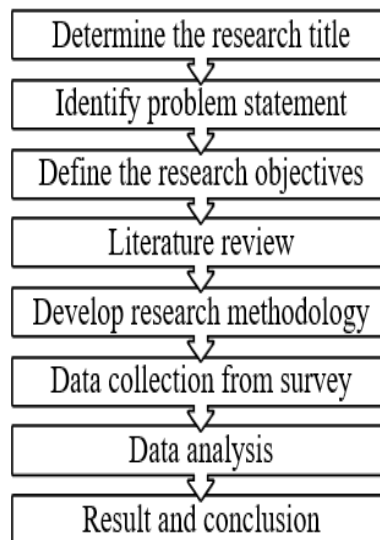 Determine the research title
Identify problem statement
Define the research objectives
Literature review
Develop research methodology
Data collection from survey
Data analysis
Result and conclusion